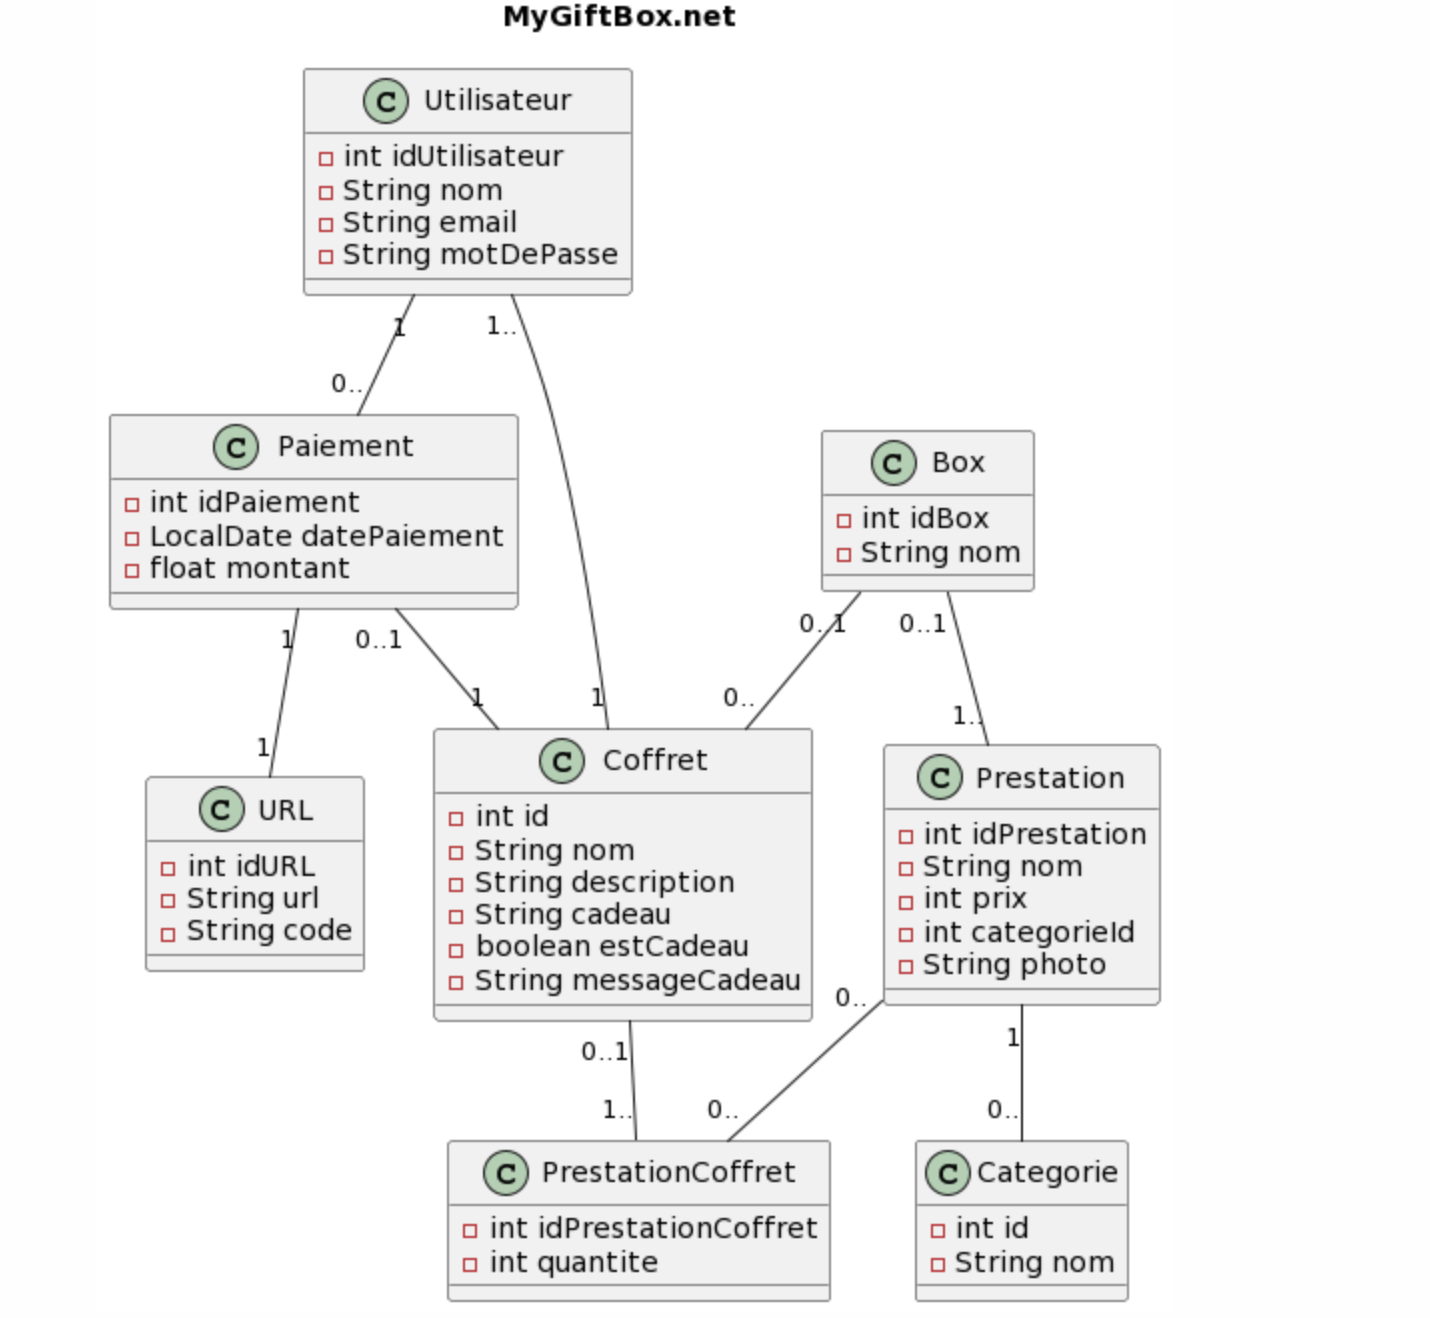 MyGiftBox.net
C Utilisateur
int idUtilisateur
String nom
String email
String motDePasse
1
1..
0..
C Paiement
int idPaiement
LocalDate datePaiement
float montant
C Box
int idBox
String nom
1
0..1
0..1
0..1
1
1
1
0..
1..
C URL
int idURL
String url
String code
C Coffret
int id
String nom
String description
String cadeau
boolean estCadeau
String messageCadeau
C Prestation
int idPrestation
String nom
int prix
int categorieId
String photo
0..
0..1
1
1..
0..
0..
C PrestationCoffret
int idPrestationCoffret
int quantite
C Categorie
int id
String nom